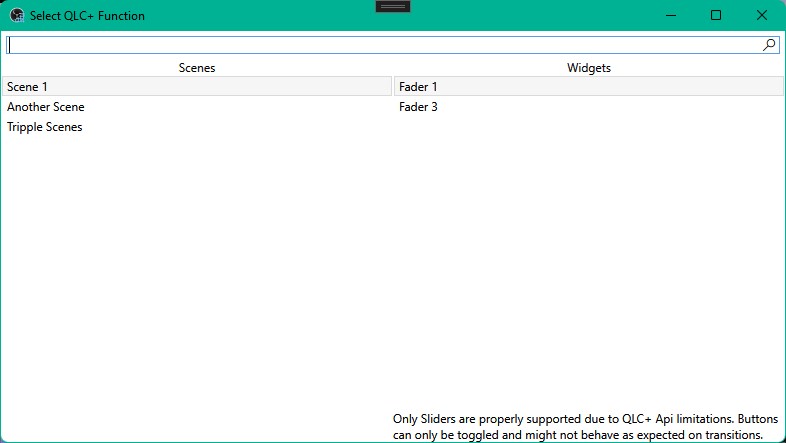 Select QLC+ Function
Scenes
Widgets
Scene 1
Fader 1
Another Scene
Fader 3
Tripple Scenes
Only Sliders are properly supported due to QLC+ Api limitations. Buttons
can only be toggled and might not behave as expected on transitions.